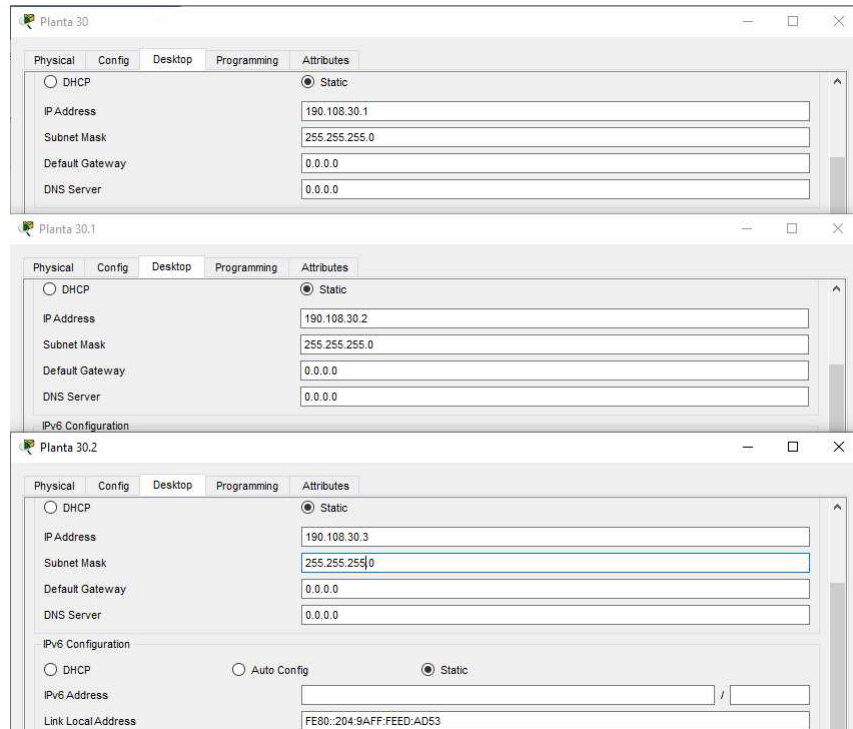 Planta 30
Physical Config Desktop Programming Attributes
DHCP Static
IP Address 190.108.30.1
Subnet Mask 255.255.255.0
Default Gateway 0.0.0.0
DNS Server 0.0.0.0
Planta 30.1
Physical Config Desktop Programming Attributes
DHCP Static
IP Address 190.108.30.2
Subnet Mask 255.255.255.0
Default Gateway 0.0.0.0
DNS Server 0.0.0.0
IPv6 Configuration
Planta 30.2
Physical Config Desktop Programming Attributes
DHCP Static
IP Address 190.108.30.3
Subnet Mask 255.255.255.0
Default Gateway 0.0.0.0
DNS Server 0.0.0.0
IPv6 Configuration
DHCP Auto Config Static
IPv6 Address /
Link Local Address FE80::204:9AFF:FEED:AD53